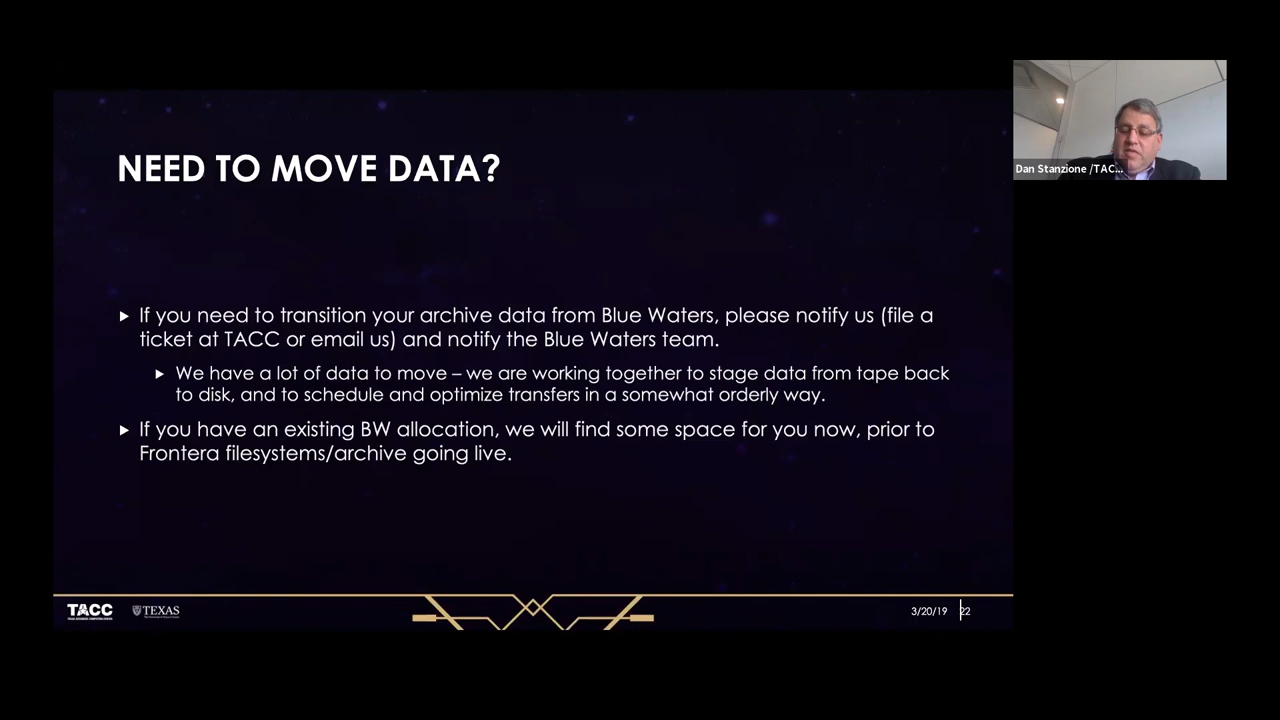 NEED TO MOVE DATA?
Dan Stanzione /TAC...
If you need to transition your archive data from Blue Waters, please notify us (file a
ticket at TACC or email us) and notify the Blue Waters team.
We have a lot of data to move – we are working together to stage data from tape back
to disk, and to schedule and optimize transfers in a somewhat orderly way.
If you have an existing BW allocation, we will find some space for you now, prior to
Frontera filesystems/archive going live.
TACC
TEXAS
3/20/19
22